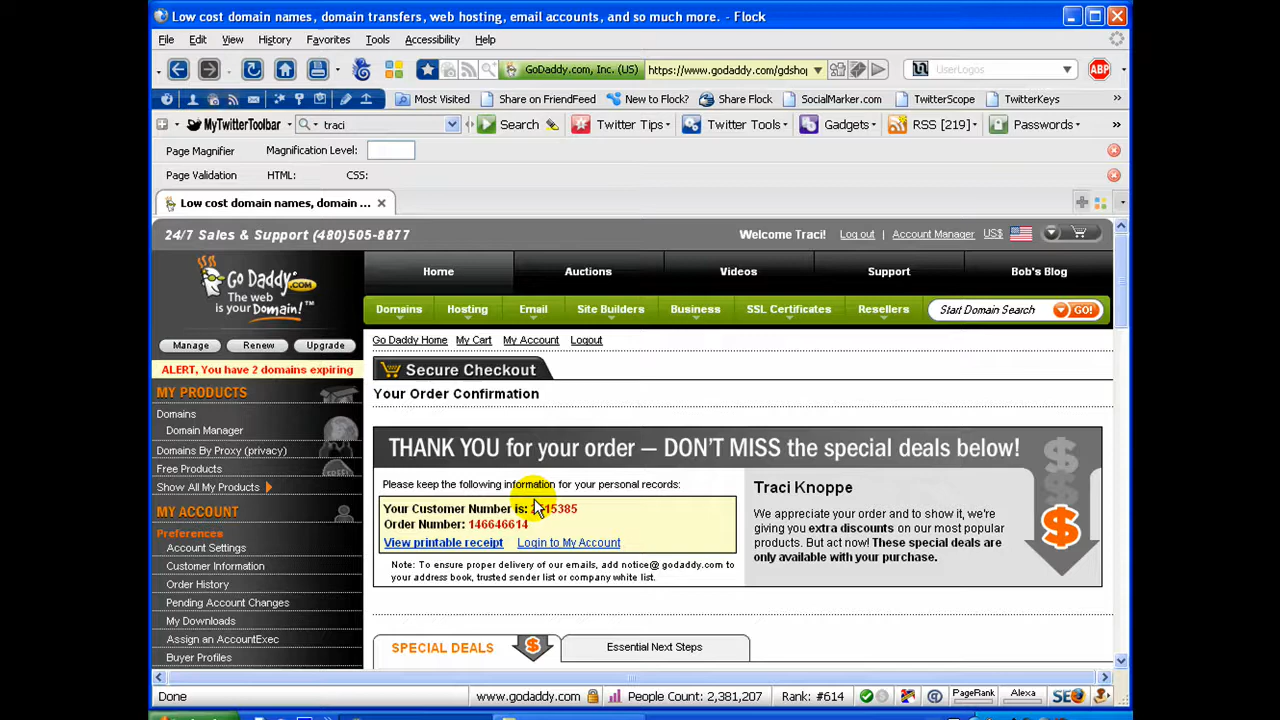 Low cost domain names, domain transfers, web hosting, email accounts, and so much more. - Flock
File Edit View History Favorites Tools Accessibility Help
GoDaddy.com, Inc. (US) https://www.godaddy.com/gdshop UserLogos ABP
Most Visited Share on FriendFeed New to Flock? Share Flock SocialMarker.com TwitterScope TwitterKeys »
MyTwitterToolbar traci Search Twitter Tips Twitter Tools Gadgets RSS [219] Passwords »
Page Magnifier Magnification Level:
Page Validation HTML: CSS:
Low cost domain names, domain ...
24/7 Sales & Support (480)505-8877 Welcome Traci! Log out | Account Manager US$
Go Daddy.COM
The web
is your Domain!™
Home Auctions Videos Support Bob's Blog
Domains Hosting Email Site Builders Business SSL Certificates Resellers Start Domain Search GO!
Manage Renew Upgrade
Go Daddy Home My Cart My Account Logout
ALERT, You have 2 domains expiring
Secure Checkout
Your Order Confirmation
MY PRODUCTS
Domains
Domain Manager
Domains By Proxy (privacy)
Free Products
Show All My Products
MY ACCOUNT
Preferences
Account Settings
Customer Information
Order History
Pending Account Changes
My Downloads
Assign an AccountExec
Buyer Profiles
THANK YOU for your order — DON'T MISS the special deals below!
Please keep the following information for your personal records:
Your Customer Number is: 15385
Order Number: 146646614
View printable receipt Login to My Account
Note: To ensure proper delivery of our emails, add notice@godaddy.com to
your address book, trusted sender list or company white list.
Traci Knoppe
We appreciate your order and to show it, we're
giving you extra discounts on our most popular
products. But act now! These special deals are
only available with your purchase.
$
SPECIAL DEALS $ Essential Next Steps
Done www.godaddy.com People Count: 2,381,207 Rank: #614 @ PageRank Alexa SEO